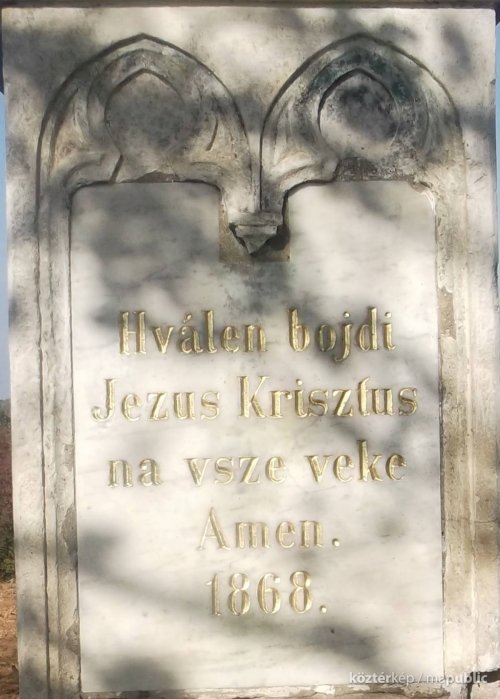 Hválen bojdi
Jezus Krisztus
na vsze veke
Amen.
1868.
köztérkép / mapublic